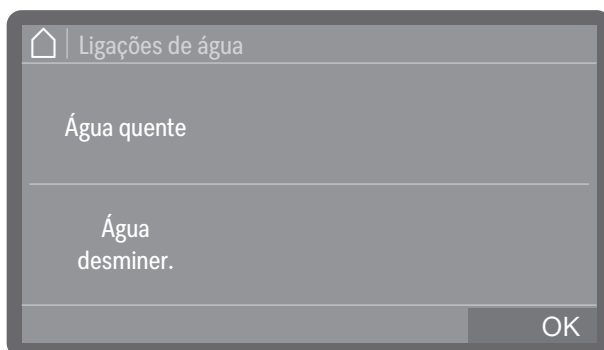 Ligações de água
Água quente
Água
desminer.
OK